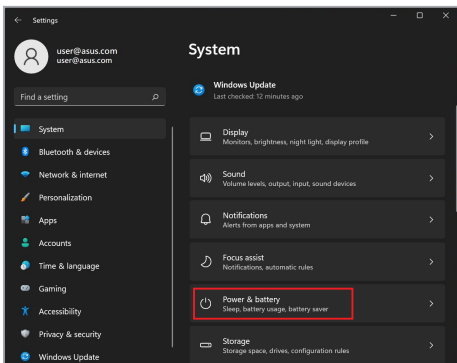 Settings
user@asus.com
user@asus.com
Find a setting
System
Bluetooth & devices
Network & internet
Personalization
Apps
Accounts
Time & language
Gaming
Accessibility
Privacy & security
Windows Update
System
Windows Update
Last checked: 12 minutes ago
Display
Monitors, brightness, night light, display profile
Sound
Volume levels, output, input, sound devices
Notifications
Alerts from apps and system
Focus assist
Notifications, automatic rules
Power & battery
Sleep, battery usage, battery saver
Storage
Storage space, drives, configuration rules